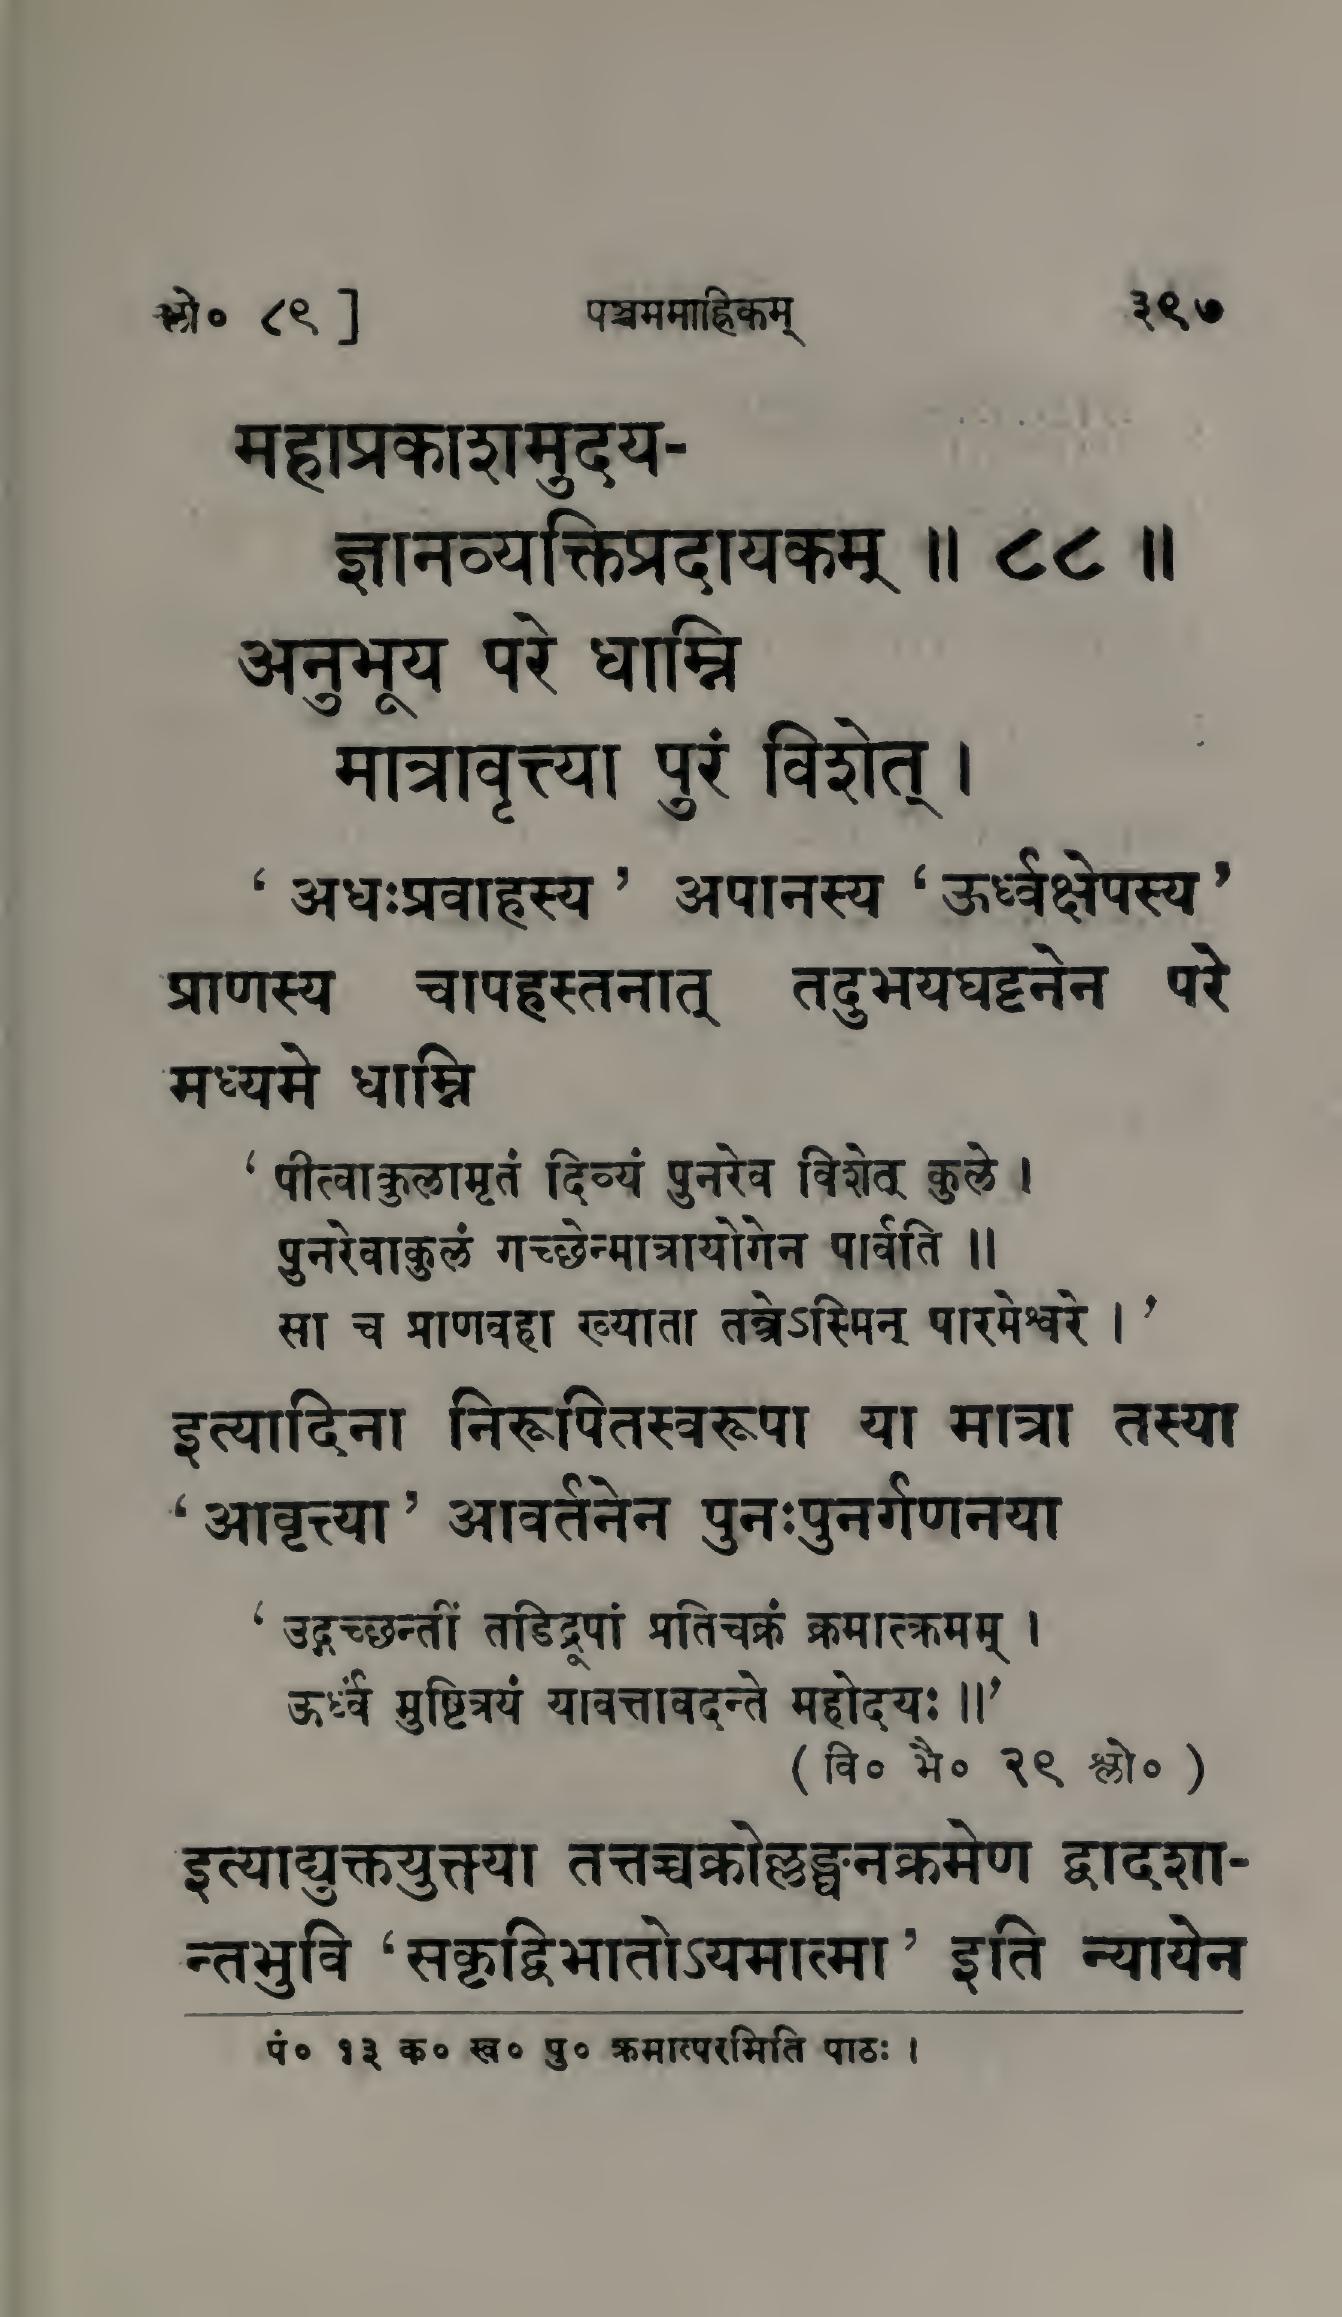 श्लो० ८९ ] पञ्चममाह्निकम् ३९७
महाप्रकाशमुदय-
ज्ञानव्यक्तिप्रदायकम् ॥ ८८ ॥
अनुभूय परे धाम्नि
मात्रावृत्त्या पुरं विशेत् ।
‘ अधःप्रवाहस्य ’ अपानस्य ‘ ऊर्ध्वक्षेपस्य ’
प्राणस्य चापहस्तनात् तदुभयघट्टनेन परे
मध्यमे धाम्नि
‘ पीत्वाकुलामृतं दिव्यं पुनरेव विशेत् कुले ।
पुनरेवाकुलं गच्छेन्मात्रायोगेन पार्वति ॥
सा च प्राणवहा ख्याता तन्त्रेऽस्मिन् पारमेश्वरे । ’
इत्यादिना निरूपितस्वरूपा या मात्रा तस्या
‘ आवृत्त्या ’ आवर्तनेन पुनःपुनर्गणनया
‘ उद्गच्छन्तीं तडिद्रूपां प्रतिचक्रं क्रमात्क्रमम् ।
ऊर्ध्वं मुष्टित्रयं यावत्तावदन्ते महोदयः ॥’
( वि० भै० २९ श्लो० )
इत्याद्युक्तयुक्त्या तत्तच्चक्रोल्लङ्घनक्रमेण द्वादशा-
न्तभुवि ‘ सकृद्विभातोऽयमात्मा ’ इति न्यायेन
पं० १३ क० ख० पु० क्रमात्परमिति पाठः ।